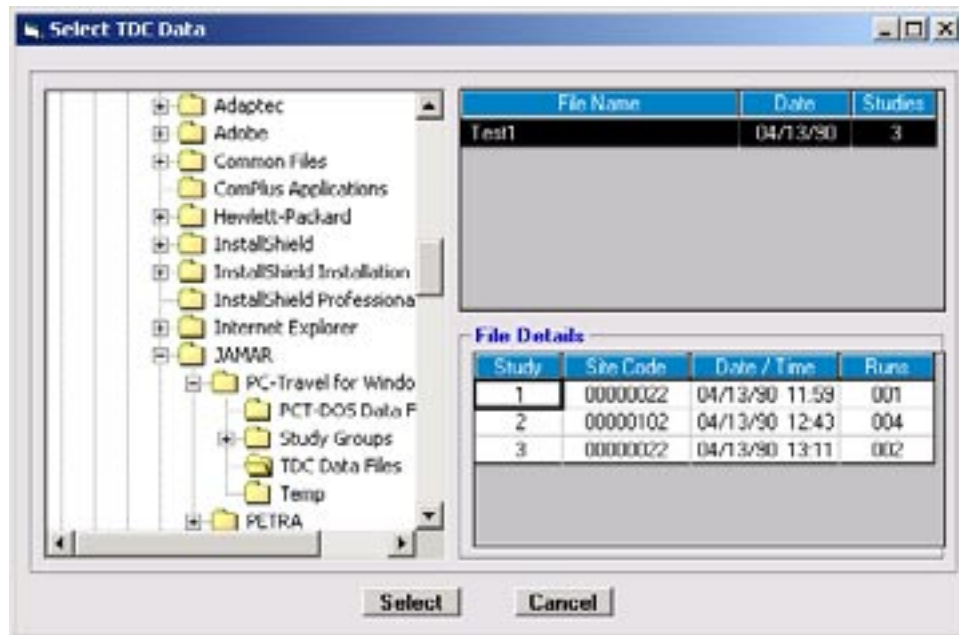 Select TDC Data
Adaptec
Adobe
Common Files
ComPlus Applications
Hewlett-Packard
InstallShield
InstallShield Installation
InstallShield Professiona
Internet Explorer
JAMAR
PC-Travel for Windo
PCT-DOS Data F
Study Groups
TDC Data Files
Temp
PETRA
File Name Date Studies
Test1 04/13/90 3
File Details
Study Site Code Date / Time Runs
1 00000022 04/13/90 11:59 001
2 00000102 04/13/90 12:43 004
3 00000022 04/13/90 13:11 002
Select Cancel